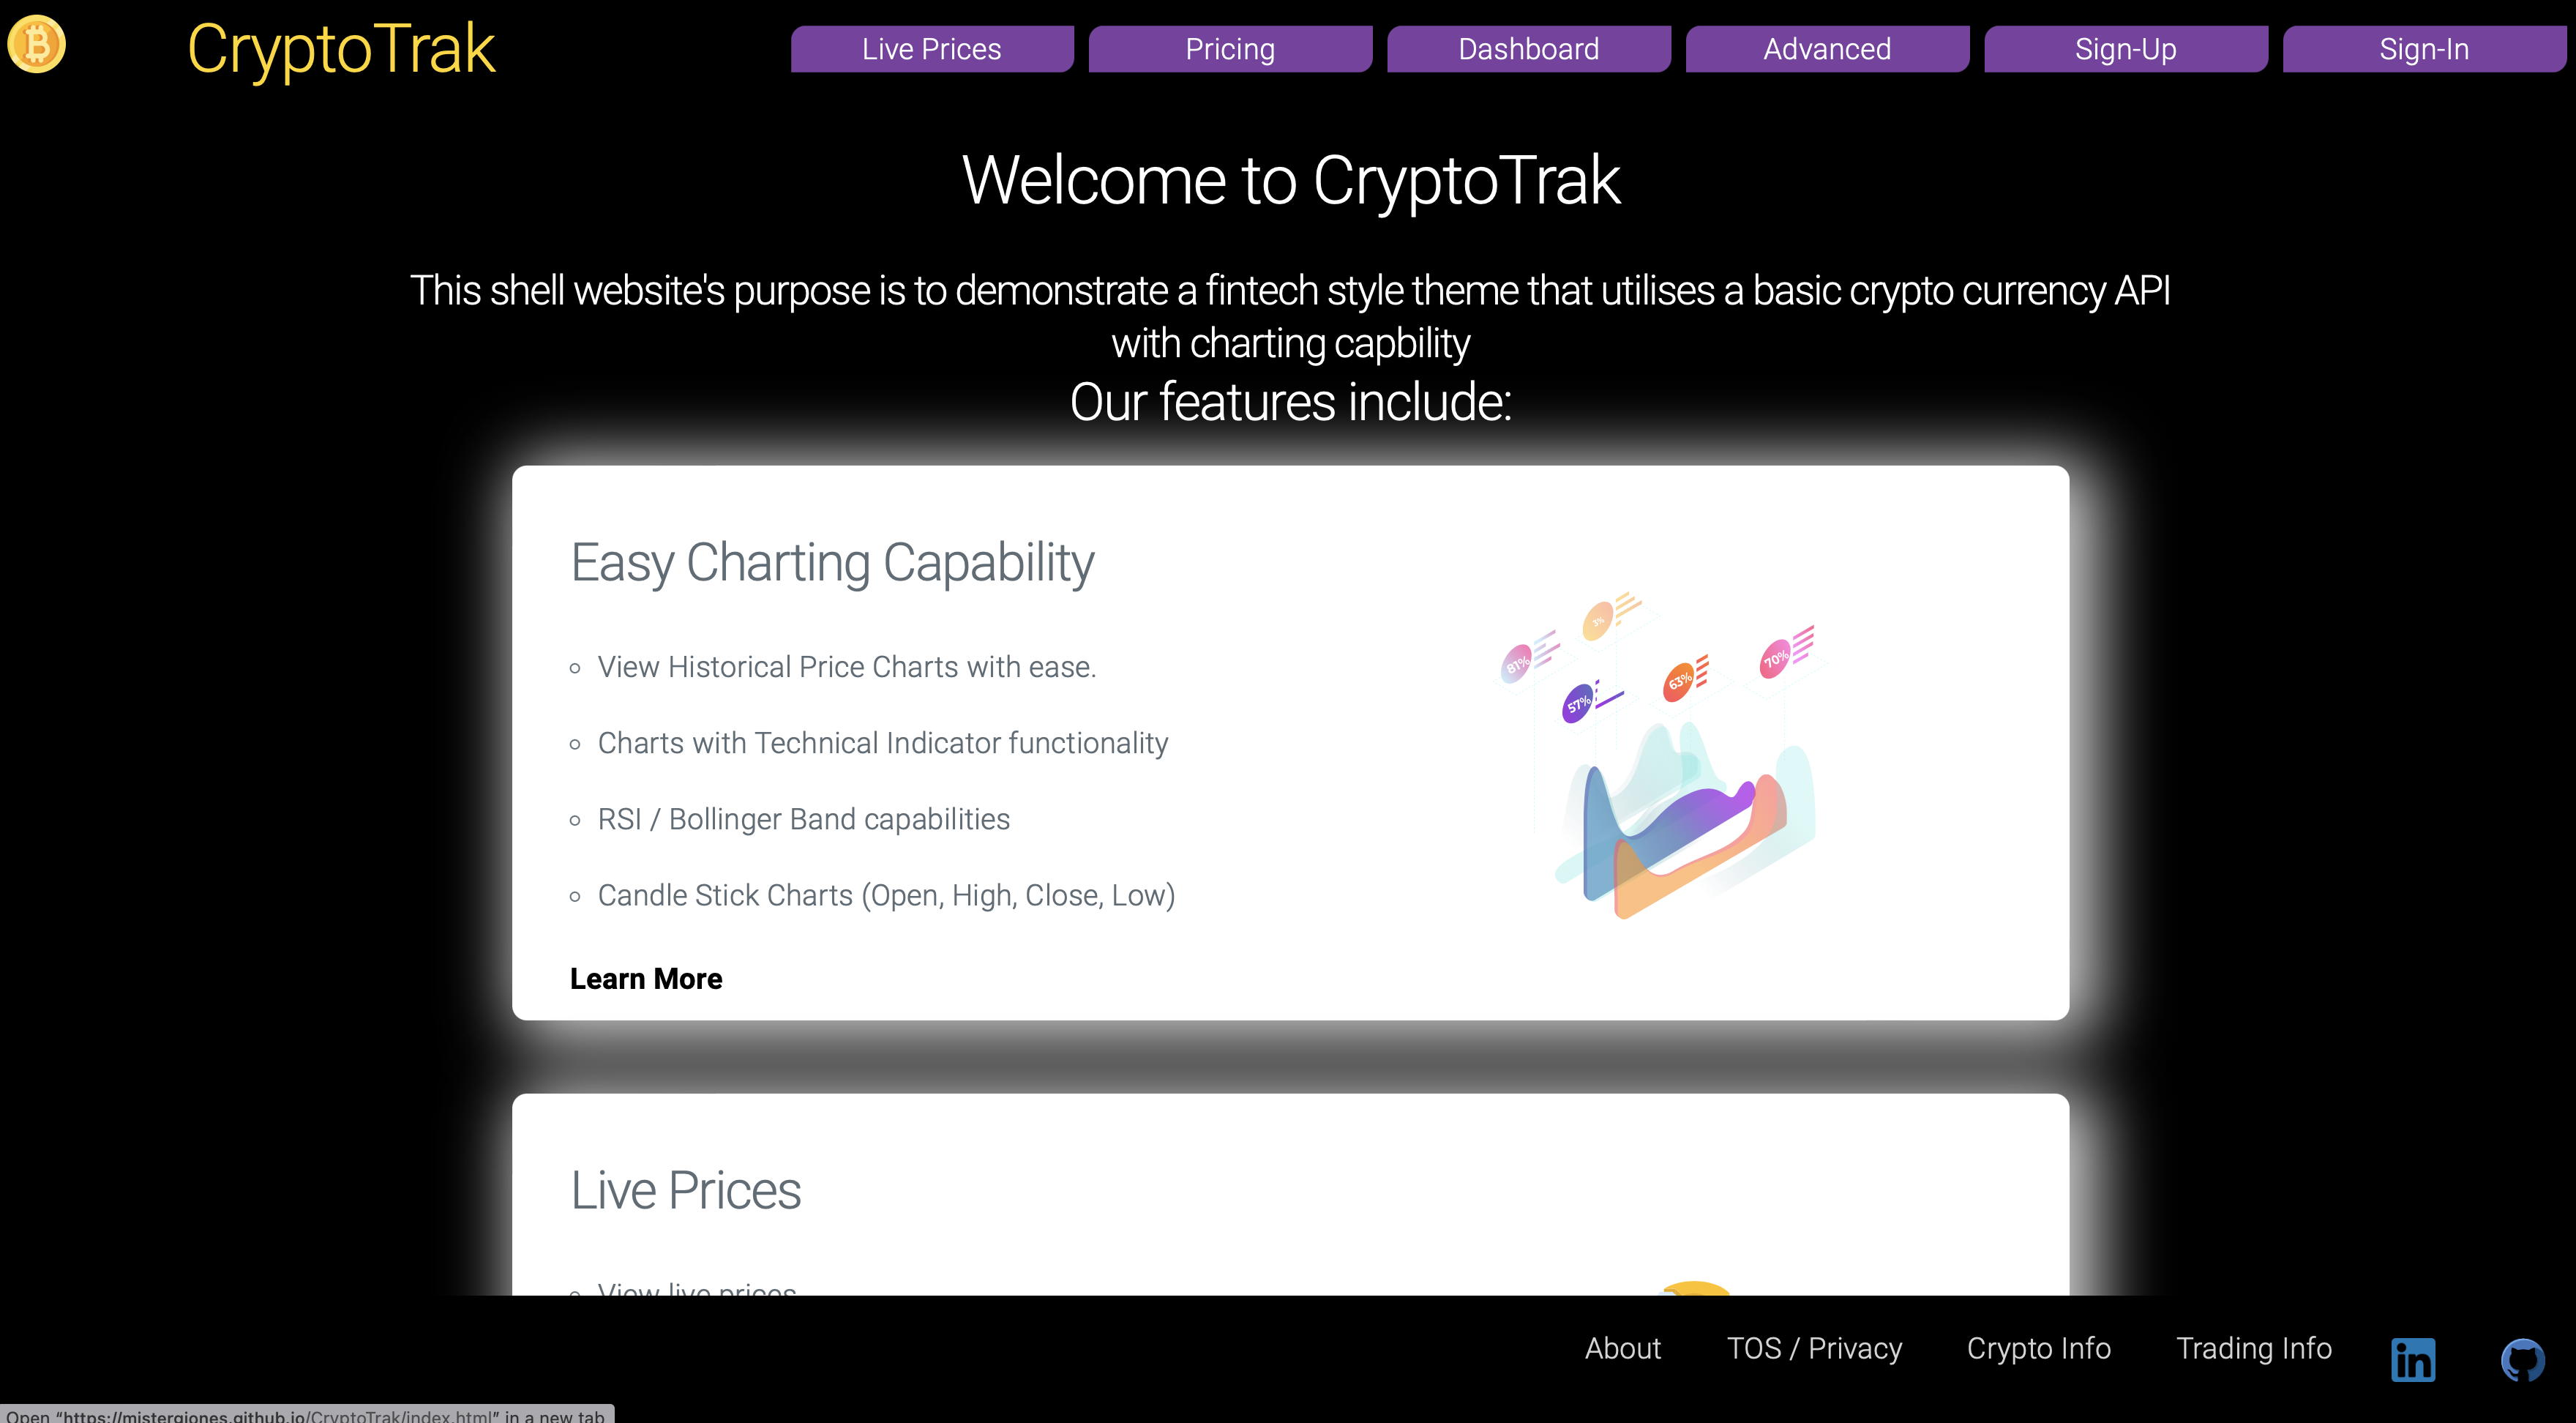 CryptoTrak
Live Prices
Pricing
Dashboard
Advanced
Sign-Up
Sign-In
Welcome to CryptoTrak
This shell website's purpose is to demonstrate a fintech style theme that utilises a basic crypto currency API
with charting capbility
Our features include:
Easy Charting Capability
View Historical Price Charts with ease.
Charts with Technical Indicator functionality
RSI / Bollinger Band capabilities
Candle Stick Charts (Open, High, Close, Low)
Learn More
3%
81%
57%
63%
70%
Live Prices
View live prices
About
TOS / Privacy
Crypto Info
Trading Info
in
Open “https://mistergjones.github.io/CryptoTrak/index.html” in a new tab